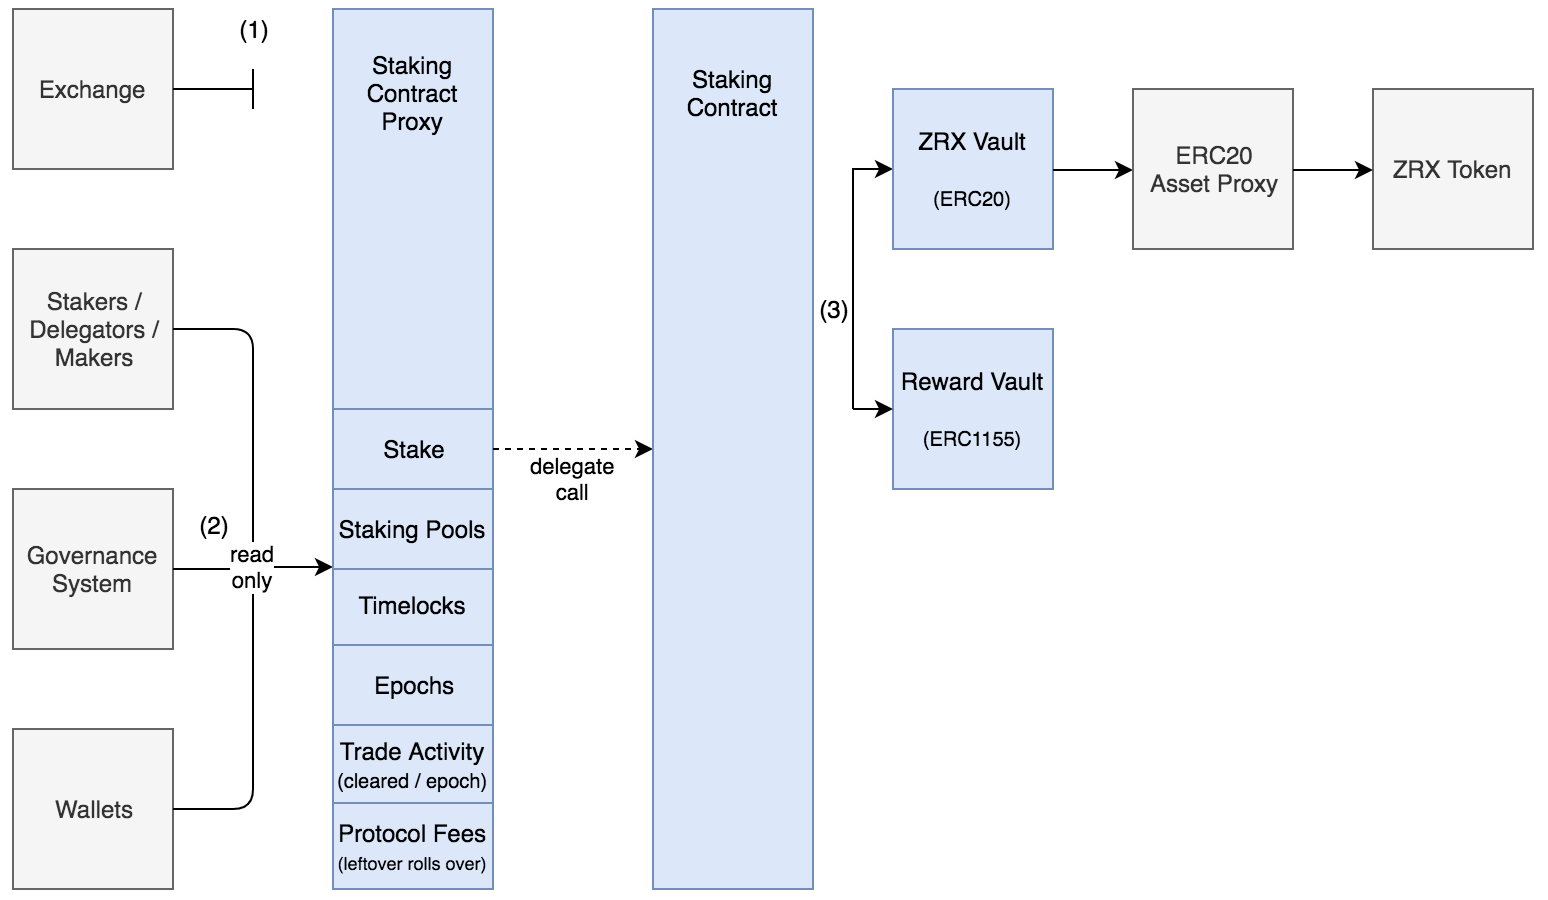 (1)
Exchange
Stakers /
Delegators /
Makers
Governance
System
(2)
read
only
Wallets
Staking
Contract
Proxy
Stake
Staking Pools
Timelocks
Epochs
Trade Activity
(cleared / epoch)
Protocol Fees
(leftover rolls over)
delegate
call
Staking
Contract
(3)
ZRX Vault
(ERC20)
Reward Vault
(ERC1155)
ERC20
Asset Proxy
ZRX Token